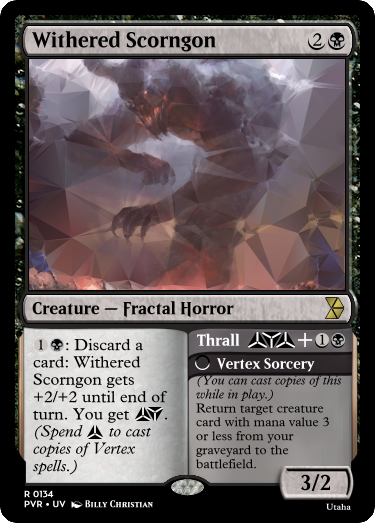 Withered Scorngon 2
Creature — Fractal Horror
1 : Discard a
card: Withered
Scorngon gets
+2/+2 until end of
turn. You get .
(Spend to cast
copies of Vertex
spells.)
Thrall + 1
Vertex Sorcery
(You can cast copies of this
while in play.)
Return target creature
card with mana value 3
or less from your
graveyard to the
battlefield.
3/2
R 0134
PVR • UV Billy Christian
Utaha